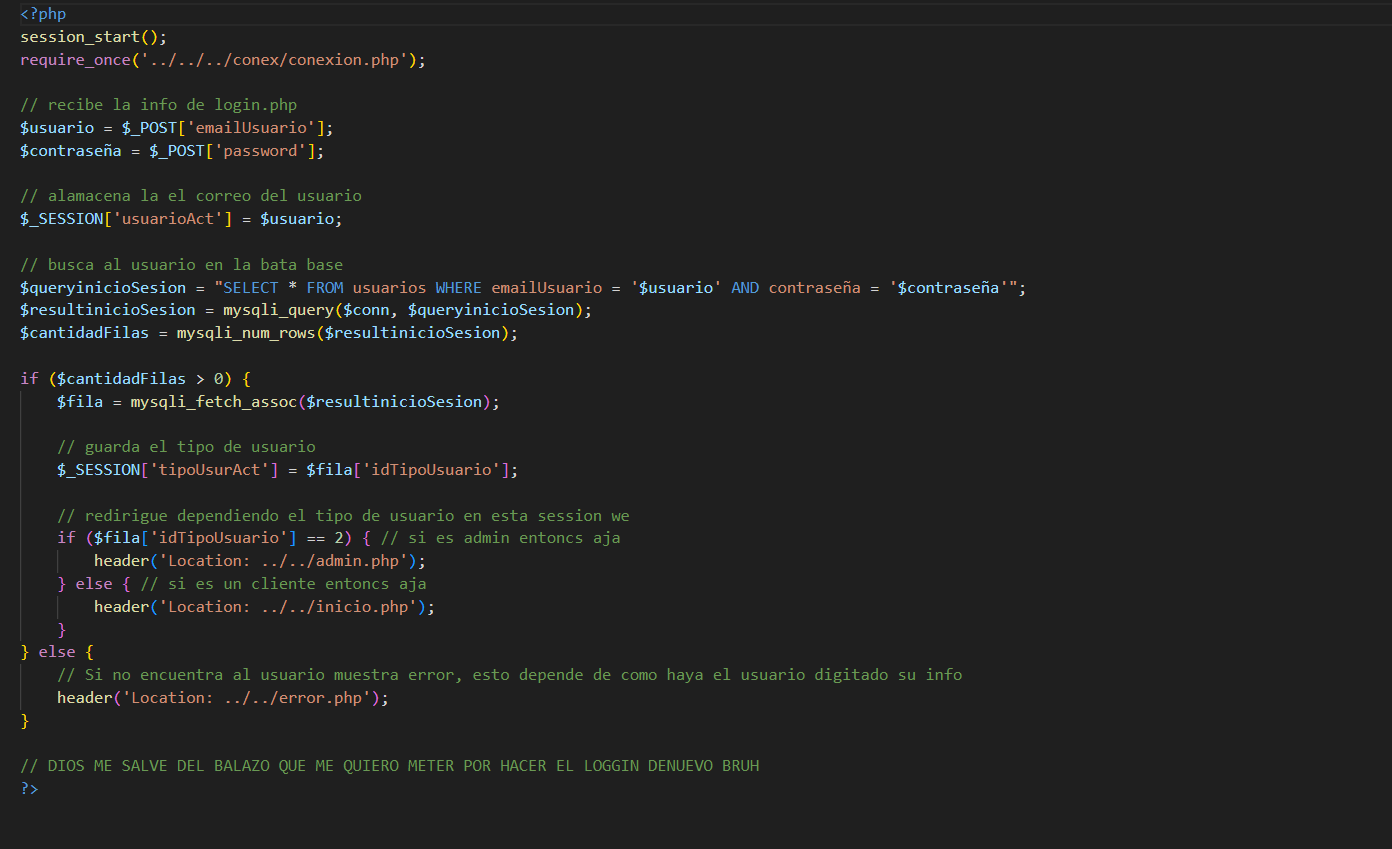 <?php
session_start();
require_once('../../../conex/conexion.php');
// recibe la info de login.php
$usuario = $_POST['emailUsuario'];
$contraseña = $_POST['password'];
// alamacena la el correo del usuario
$_SESSION['usuarioAct'] = $usuario;
// busca al usuario en la bata base
$queryinicioSesion = "SELECT * FROM usuarios WHERE emailUsuario = '$usuario' AND contraseña = '$contraseña'";
$resultinicioSesion = mysqli_query($conn, $queryinicioSesion);
$cantidadFilas = mysqli_num_rows($resultinicioSesion);
if ($cantidadFilas > 0) {
$fila = mysqli_fetch_assoc($resultinicioSesion);
// guarda el tipo de usuario
$_SESSION['tipoUsurAct'] = $fila['idTipoUsuario'];
// redirigue dependiendo el tipo de usuario en esta session we
if ($fila['idTipoUsuario'] == 2) { // si es admin entoncs aja
header('Location: ../../admin.php');
} else { // si es un cliente entoncs aja
header('Location: ../../inicio.php');
}
} else {
// Si no encuentra al usuario muestra error, esto depende de como haya el usuario digitado su info
header('Location: ../../error.php');
}
// DIOS ME SALVE DEL BALAZO QUE ME QUIERO METER POR HACER EL LOGGIN DENUEVO BRUH
?>